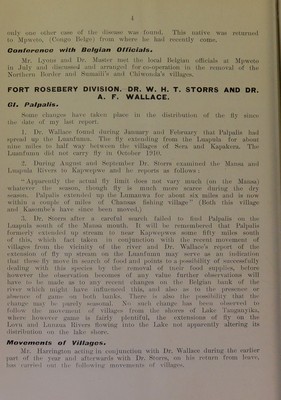 4
only one other case of the disease was found. This native was returned
to Mpweto, (Congo Belge) from where he had recently come.
Conference with Belgian Officials.
Mr. Lyons and Dr. Master met the local Belgian officials at Mpweto
in July and discussed and arranged for co-operation in the removal of the
Northern Border and Sumaili's and Chiwonda's villages.
FORT ROSEBERY DIVISION. DR. W. H. T. STORRS AND DR.
A. F. WALLACE.
Gl. Palpalis.
Some changes have taken place in the distribution of the fly since
the date of my last report.
1. Dr. Wallace found during January and February that Palpalis had
spread up the Luunfumu. The fly extending from the Luapula for about
nine miles to half way between the villages of Sera and Kapakera. The
Luunfumu did not carry fly in October 1910.
2. During August and September Dr. Storrs examined the Mansa and
Luapula Rivers to Kapwepwe and he reports as follows:
"Apparently the actual fly limit does not vary much (on the Mansa)
whatever the season, though fly is much more scarce during the dry
season. Palpalis extended up the Lumanwa for about six miles and is now
within a couple of miles of Chansas fishing village" (Both this village
and Kasombe's have since been moved.)
3. Dr. Storrs after a careful search failed to find Palpalis on the
Luapula south of the Mansa mouth. It will be remembered that Palpalis
formerly extended up stream to near Kapwepwes some fifty miles south
of this, which fact taken in conjunction with the recent movement of
villages from the vicinity of the river and Dr. Wallace's report of the
extension of fly up stream on the Luunfumu may serve as an indication
that these fly move in search of food and points to a possibility of successfully
dealing with this species by the removal of their food supplies, before
however the observation becomes of any value further observations will
have to be made as to any recent changes on the Belgian bank of the
river which might have influenced this, and also as to the presence or
absence of game on both banks. There is also the possibility that the
change may be purely seasonal. No such change has been observed to
follow the movement of villages from the shores of Lake Tanganyika,
where however game is fairly plentiful, the extensions of fly on the
Lovu and Lunzua Rivers flowing into the Lake not apparently altering its
distribution on the lake shore.
Movements of Villages.
Mr. Harrington acting in conjunction with Dr. Wallace during the earlier
part of the year and afterwards with Dr. Storrs, on his return from leave,
has carried out the following movements of villages.